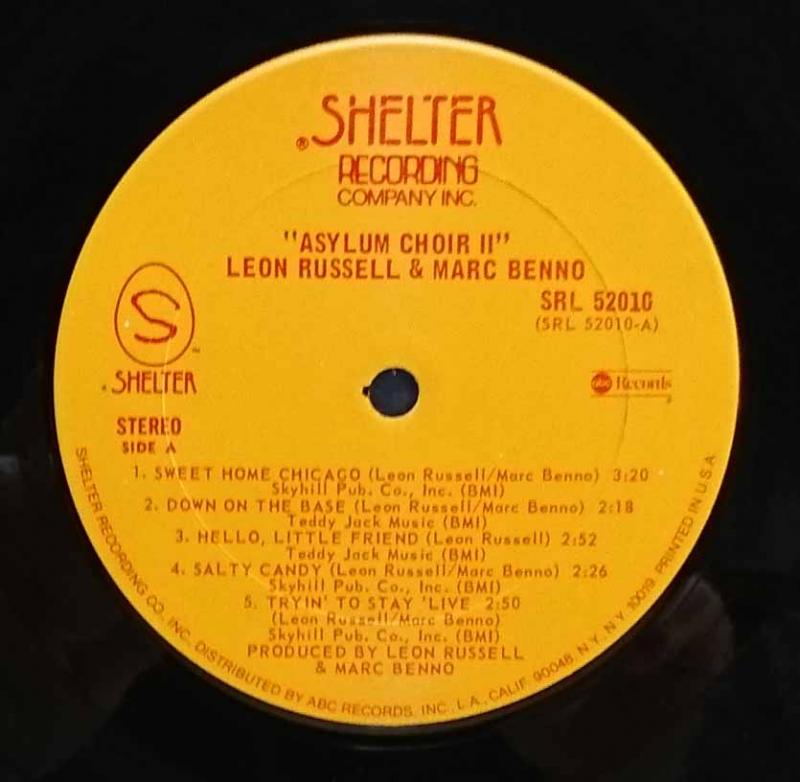 ®SHELTER
RECORDING
COMPANY INC.
"ASYLUM CHOIR II"
LEON RUSSELL & MARC BENNO
SRL 52010
(SRL 52010-A)
S
™
SHELTER
abc Records
STEREO
SIDE A
1. SWEET HOME CHICAGO (Leon Russell/Marc Benno) 3:20
Skyhill Pub. Co., Inc. (BMI)
2. DOWN ON THE BASE (Leon Russell/Marc Benno) 2:18
Teddy Jack Music (BMI)
3. HELLO, LITTLE FRIEND (Leon Russell) 2:52
Teddy Jack Music (BMI)
4. SALTY CANDY (Leon Russell/Marc Benno) 2:26
Skyhill Pub. Co., Inc. (BMI)
5. TRYIN' TO STAY 'LIVE 2:50
(Leon Russell/Marc Benno)
Skyhill Pub. Co., Inc. (BMI)
PRODUCED BY LEON RUSSELL
& MARC BENNO
SHELTER RECORDING CO., INC. DISTRIBUTED BY ABC RECORDS, INC., L.A., CALIF. 90048, N.Y. N.Y. 10019. PRINTED IN U.S.A.